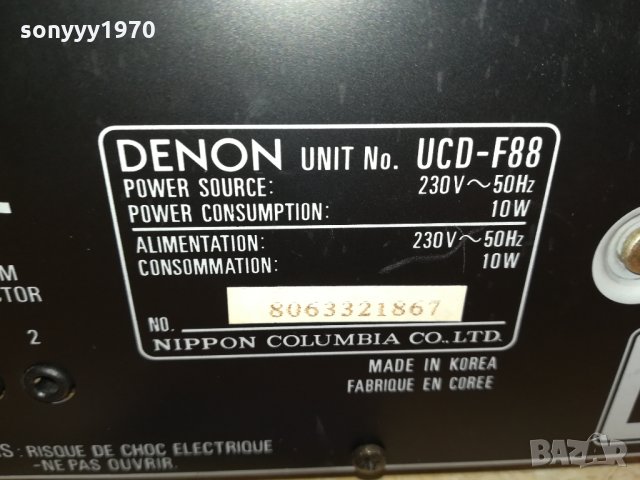 sonyyy1970
DENON UNIT No. UCD-F88
POWER SOURCE: 230V～50Hz
POWER CONSUMPTION: 10W
ALIMENTATION: 230V～50Hz
CONSOMMATION: 10W
NO. 8063321867
NIPPON COLUMBIA CO., LTD.
MADE IN KOREA
FABRIQUE EN COREE
2
: RISQUE DE CHOC ELECTRIQUE
-NE PAS OUVRIR.
BAZAR